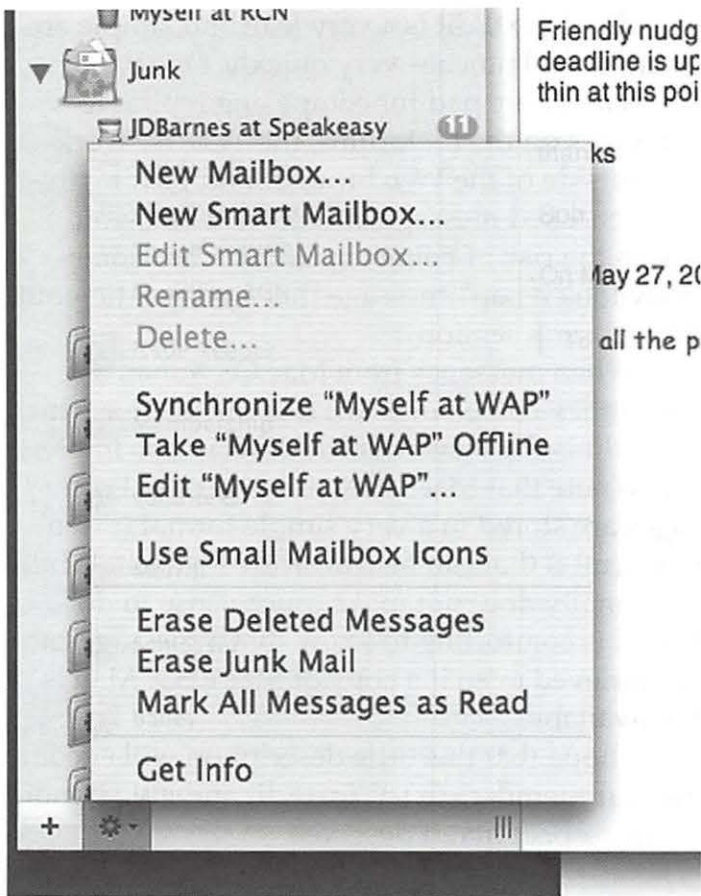 Myself at RCN
Junk
JDBarnes at Speakeasy 11
New Mailbox...
New Smart Mailbox...
Edit Smart Mailbox...
Rename...
Delete...
Synchronize “Myself at WAP”
Take “Myself at WAP” Offline
Edit “Myself at WAP”...
Use Small Mailbox Icons
Erase Deleted Messages
Erase Junk Mail
Mark All Messages as Read
Get Info
Friendly nudg
deadline is up
thin at this poi
ks
On May 27, 20
all the p